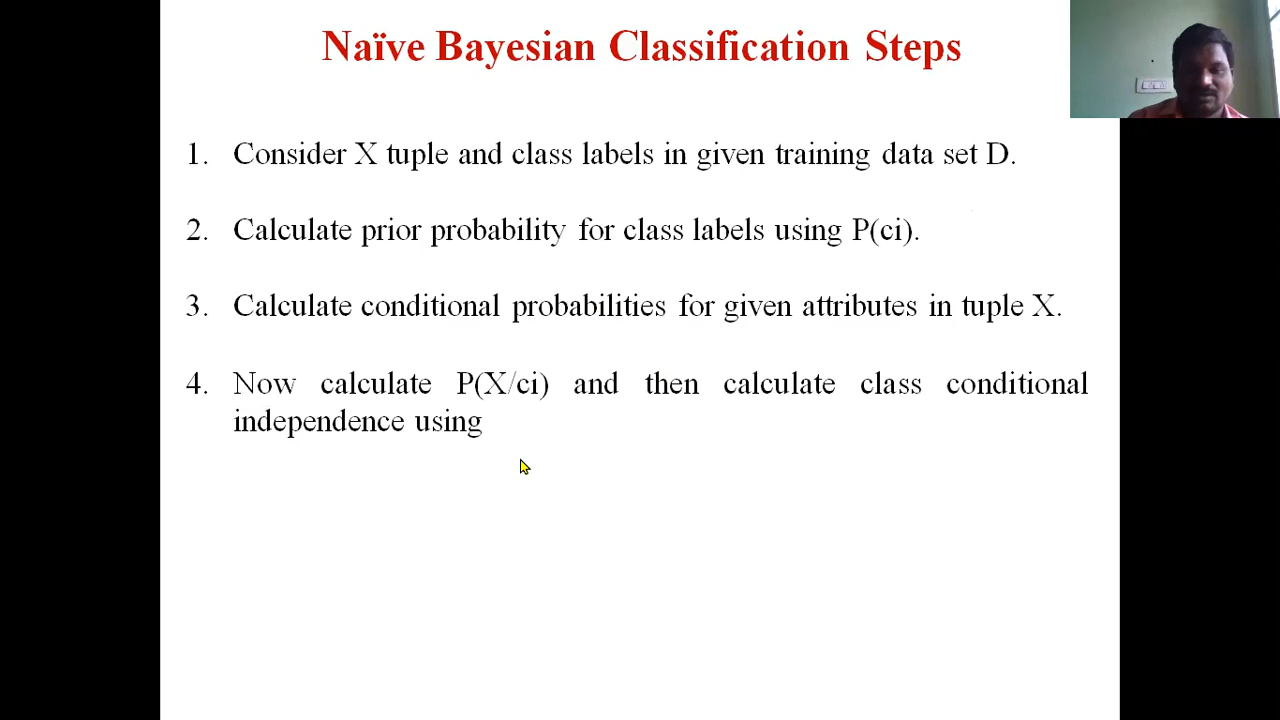 Naïve Bayesian Classification Steps
1. Consider X tuple and class labels in given training data set D.
2. Calculate prior probability for class labels using P(ci).
3. Calculate conditional probabilities for given attributes in tuple X.
4. Now calculate P(X/ci) and then calculate class conditional
independence using